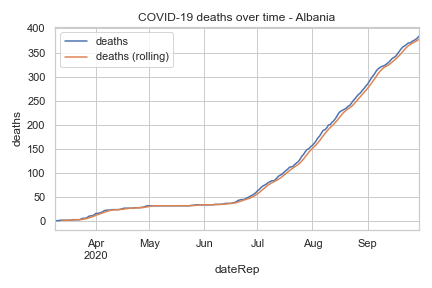 COVID-19 deaths over time - Albania
deaths
deaths (rolling)
400
350
300
250
200
150
100
50
0
deaths
Apr
2020
May
Jun
Jul
Aug
Sep
dateRep